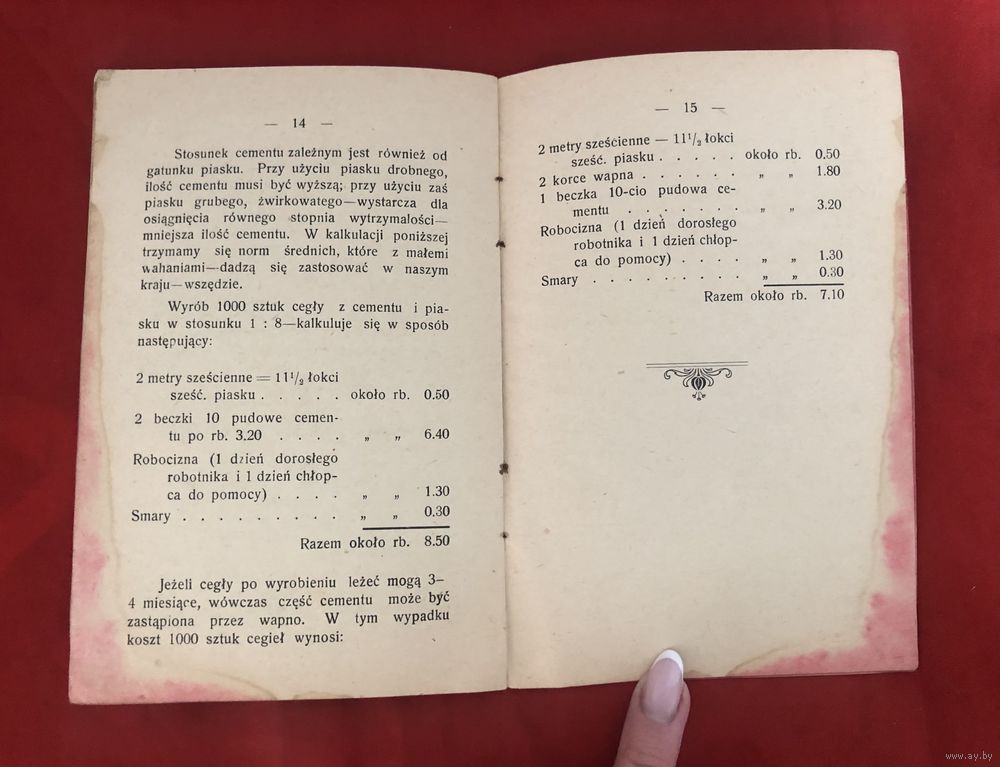 — 14 —
Stosunek cementu zależnym jest również od
gatunku piasku. Przy użyciu piasku drobnego,
ilość cementu musi być wyższą; przy użyciu zaś
piasku grubego, żwirkowatego—wystarcza dla
osiągnięcia równego stopnia wytrzymałości—
mniejsza ilość cementu. W kalkulacji poniższej
trzymamy się norm średnich, które z małemi
wahaniami—dadzą się zastosować w naszym
kraju—wszędzie.
Wyrób 1000 sztuk cegły z cementu i pia-
sku w stosunku 1 : 8—kalkuluje się w sposób
następujący:
2 metry sześcienne = 11¹/₂ łokci
sześć. piasku . . . . . około rb. 0.50
2 beczki 10 pudowe cemen-
tu po rb. 3.20 . . . . „ „ 6.40
Robocizna (1 dzień dorosłego
robotnika i 1 dzień chłop-
ca do pomocy) . . . . „ „ 1.30
Smary . . . . . . . . . „ „ 0.30
Razem około rb. 8.50
Jeżeli cegły po wyrobieniu leżeć mogą 3–
4 miesiące, wówczas część cementu może być
zastąpiona przez wapno. W tym wypadku
koszt 1000 sztuk cegieł wynosi:
— 15 —
2 metry sześcienne — 11¹/₂ łokci
sześć. piasku . . . . . około rb. 0.50
2 korce wapna . . . . . . „ „ 1.80
1 beczka 10-cio pudowa ce-
mentu . . . . . . . „ „ 3.20
Robocizna (1 dzień dorosłego
robotnika i 1 dzień chłop-
ca do pomocy) . . . . „ „ 1.30
Smary . . . . . . . . . „ „ 0.30
Razem około rb. 7.10
www.ay.by